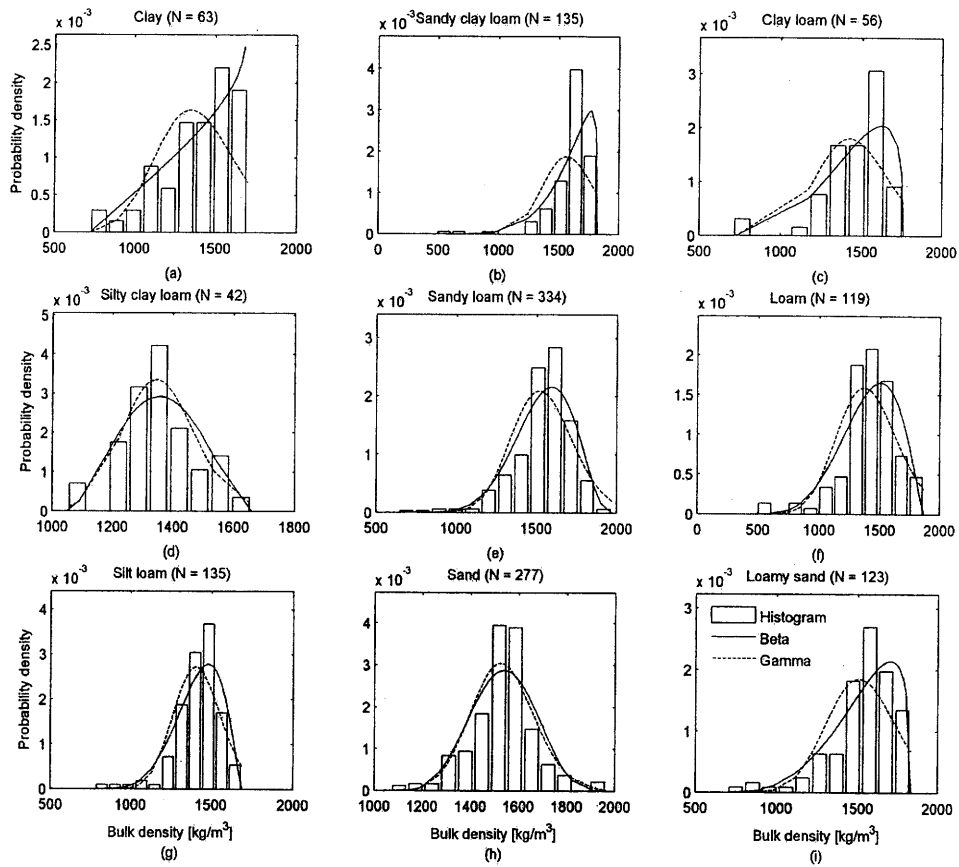 x 10⁻³ Clay (N = 63)
2.5
2
1.5
1
0.5
0
Probability density
500 1000 1500 2000
(a)
x 10⁻³ Sandy clay loam (N = 135)
4
3
2
1
0
0 500 1000 1500 2000
(b)
x 10⁻³ Clay loam (N = 56)
4
3
2
1
0
500 1000 1500 2000
(c)
x 10⁻³ Silty clay loam (N = 42)
5
4
3
2
1
0
Probability density
1000 1200 1400 1600 1800
(d)
x 10⁻³ Sandy loam (N = 334)
3
2
1
0
500 1000 1500 2000
(e)
x 10⁻³ Loam (N = 119)
2
1.5
1
0.5
0
0 500 1000 1500 2000
(f)
x 10⁻³ Silt loam (N = 135)
4
3
2
1
0
Probability density
500 1000 1500 2000
Bulk density [kg/m³]
(g)
x 10⁻³ Sand (N = 277)
5
4
3
2
1
0
1000 1200 1400 1600 1800 2000
Bulk density [kg/m³]
(h)
x 10⁻³ Loamy sand (N = 123)
3
2
1
0
Histogram
Beta
Gamma
500 1000 1500 2000
Bulk density [kg/m³]
(i)